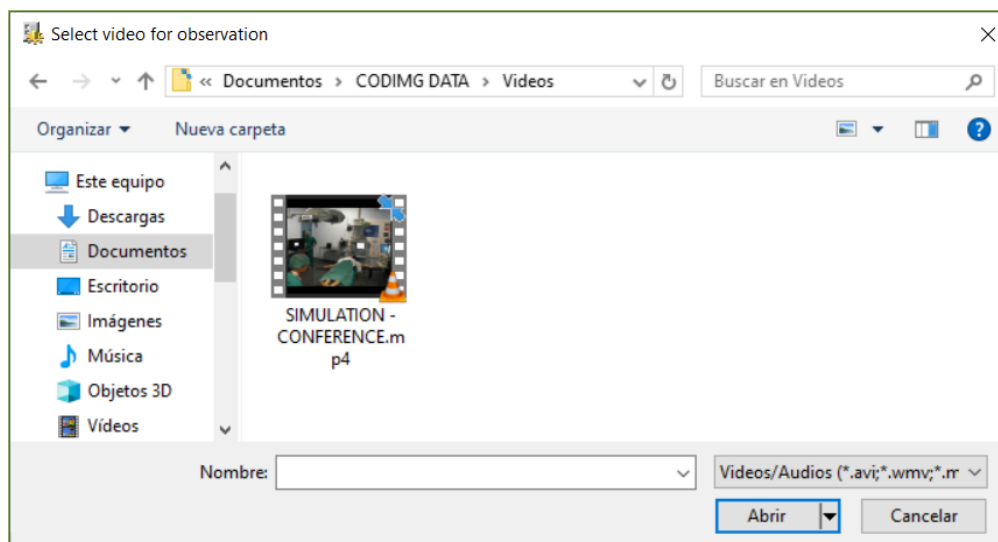 Select video for observation
« Documentos > CODIMG DATA > Videos
Buscar en Videos
Organizar
Nueva carpeta
Este equipo
Descargas
Documentos
Escritorio
Imágenes
Música
Objetos 3D
Vídeos
SIMULATION -
CONFERENCE.m
p4
Nombre:
Videos/Audios (*.avi;*.wmv;*.m
Abrir
Cancelar